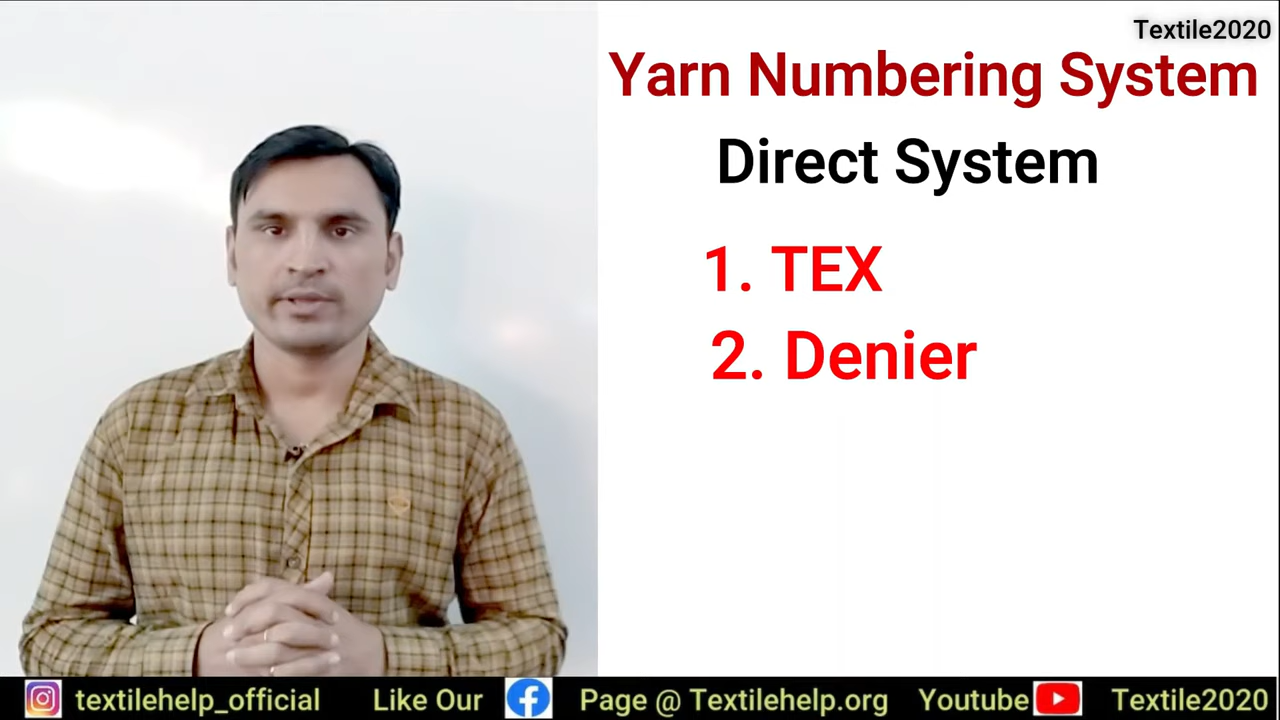 Textile2020
Yarn Numbering System
Direct System
1. TEX
2. Denier
textilehelp_official Like Our Page @ Textilehelp.org Youtube Textile2020